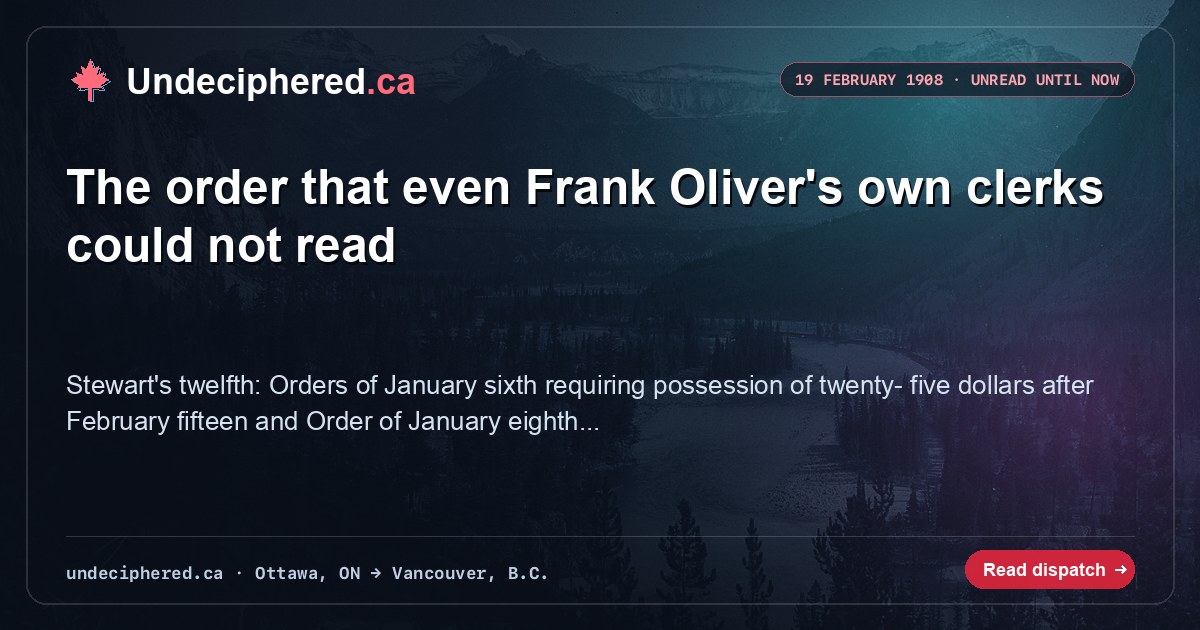 Undeciphered.ca
19 FEBRUARY 1908 · UNREAD UNTIL NOW
The order that even Frank Oliver's own clerks
could not read
Stewart's twelfth: Orders of January sixth requiring possession of twenty- five dollars after
February fifteen and Order of January eighth...
undeciphered.ca · Ottawa, ON → Vancouver, B.C.
Read dispatch →